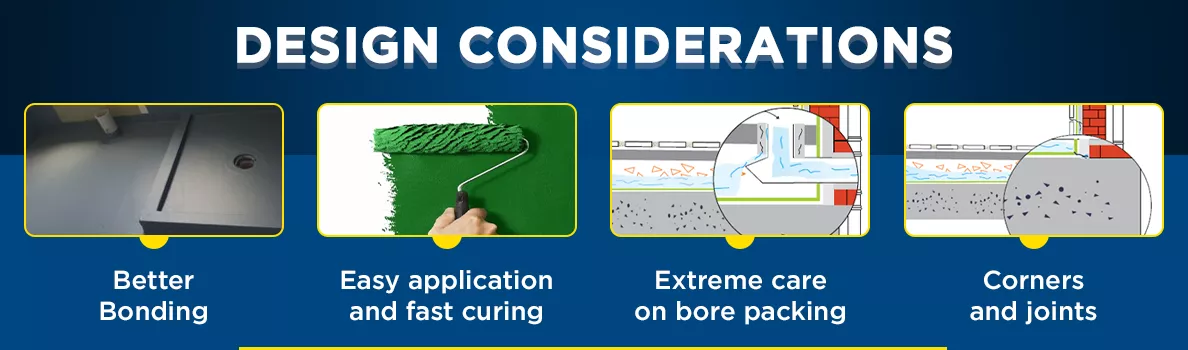 DESIGN CONSIDERATIONS
Better
Bonding
Easy application
and fast curing
Extreme care
on bore packing
Corners
and joints